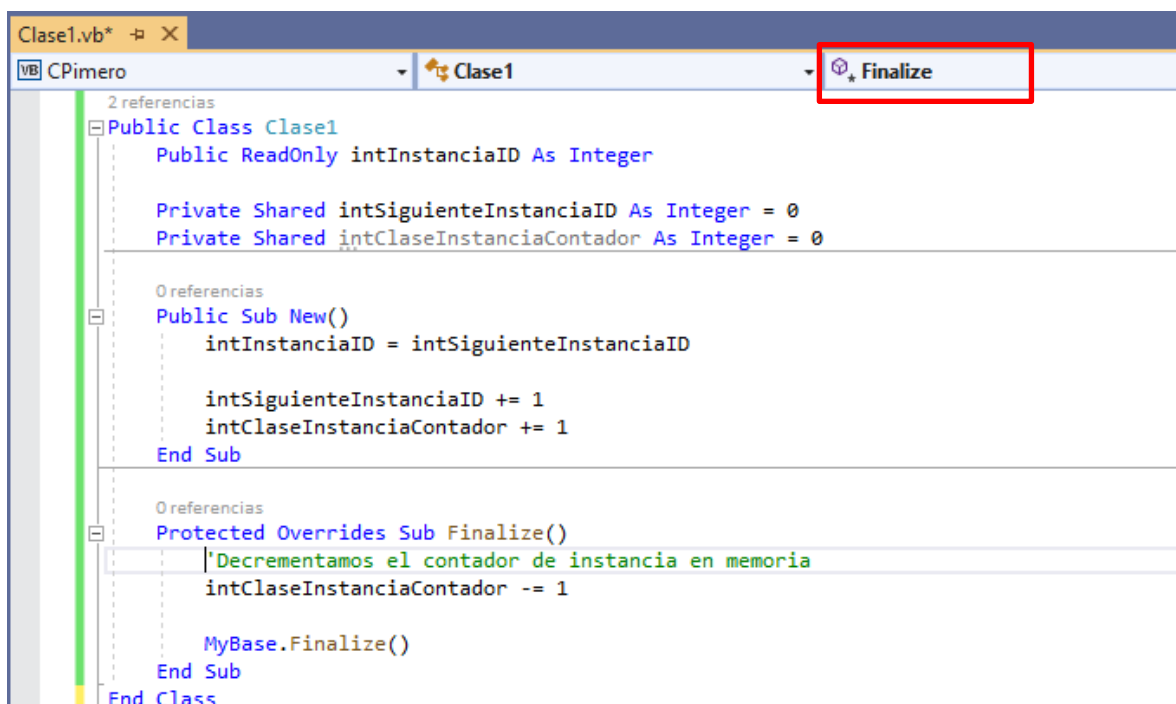 Clase1.vb*
VB CPimero Clase1 Finalize
2 referencias
Public Class Clase1
Public ReadOnly intInstanciaID As Integer
Private Shared intSiguienteInstanciaID As Integer = 0
Private Shared intClaseInstanciaContador As Integer = 0
0 referencias
Public Sub New()
intInstanciaID = intSiguienteInstanciaID
intSiguienteInstanciaID += 1
intClaseInstanciaContador += 1
End Sub
0 referencias
Protected Overrides Sub Finalize()
'Decrementamos el contador de instancia en memoria
intClaseInstanciaContador -= 1
MyBase.Finalize()
End Sub
End Class